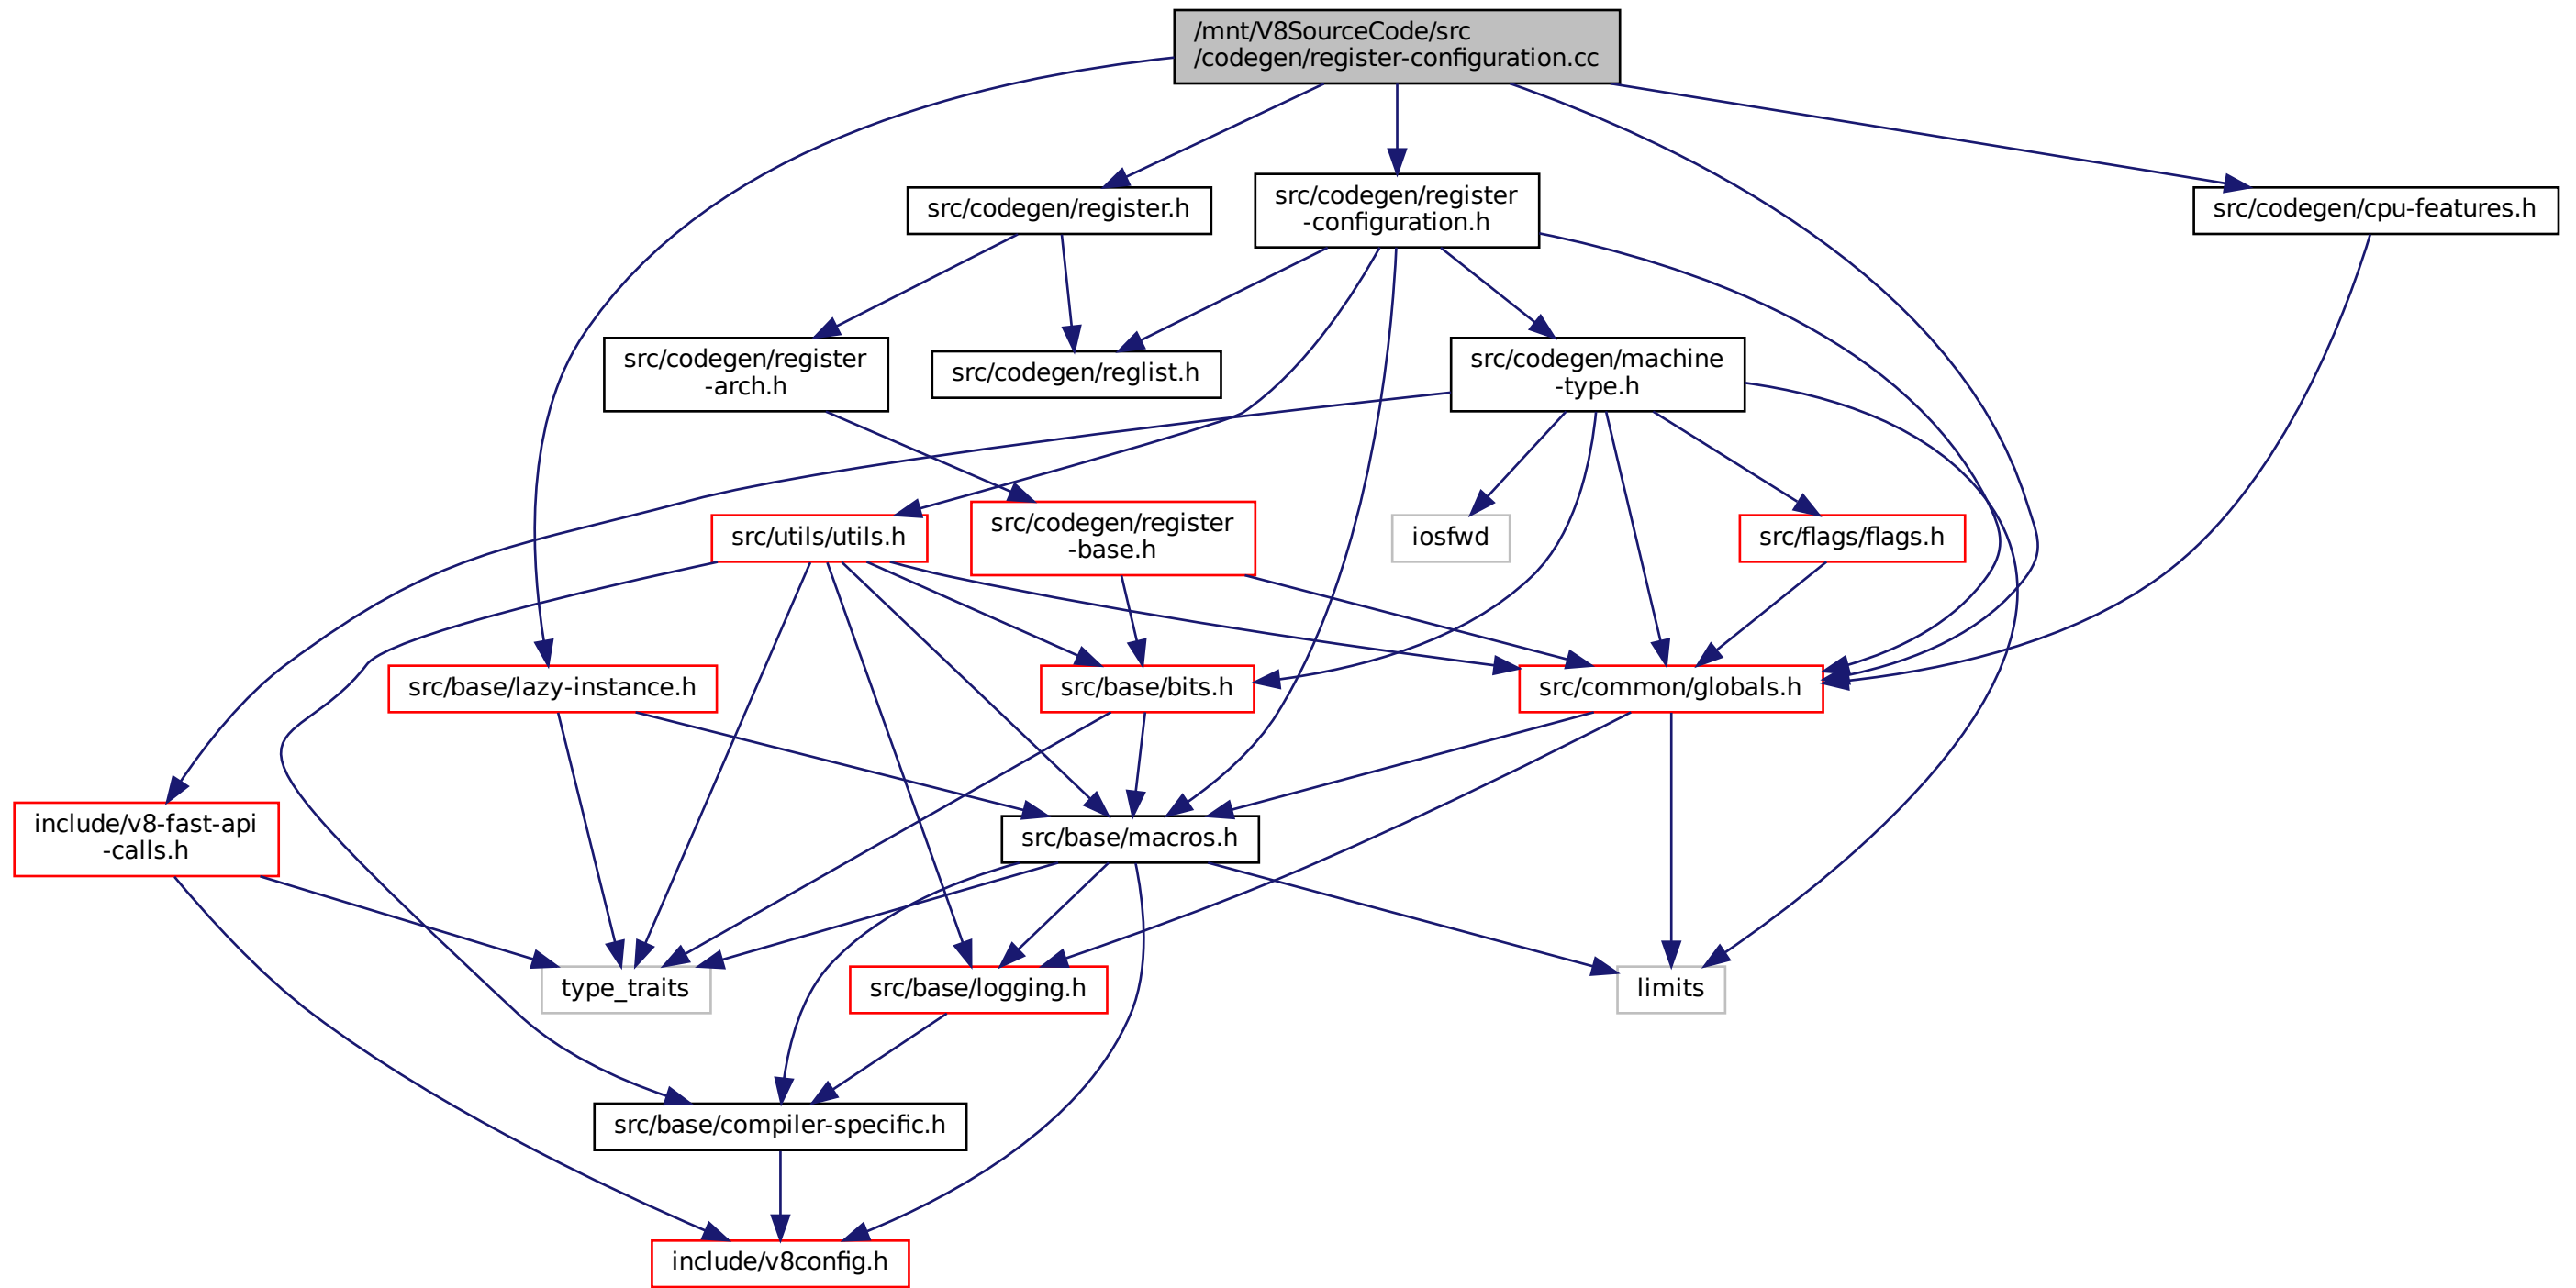 /mnt/V8SourceCode/src
/codegen/register-configuration.cc
src/codegen/register.h
src/codegen/register
-configuration.h
src/codegen/cpu-features.h
src/codegen/register
-arch.h
src/codegen/reglist.h
src/codegen/machine
-type.h
src/utils/utils.h
src/codegen/register
-base.h
iosfwd
src/flags/flags.h
src/base/lazy-instance.h
src/base/bits.h
src/common/globals.h
include/v8-fast-api
-calls.h
src/base/macros.h
type_traits
src/base/logging.h
limits
src/base/compiler-specific.h
include/v8config.h